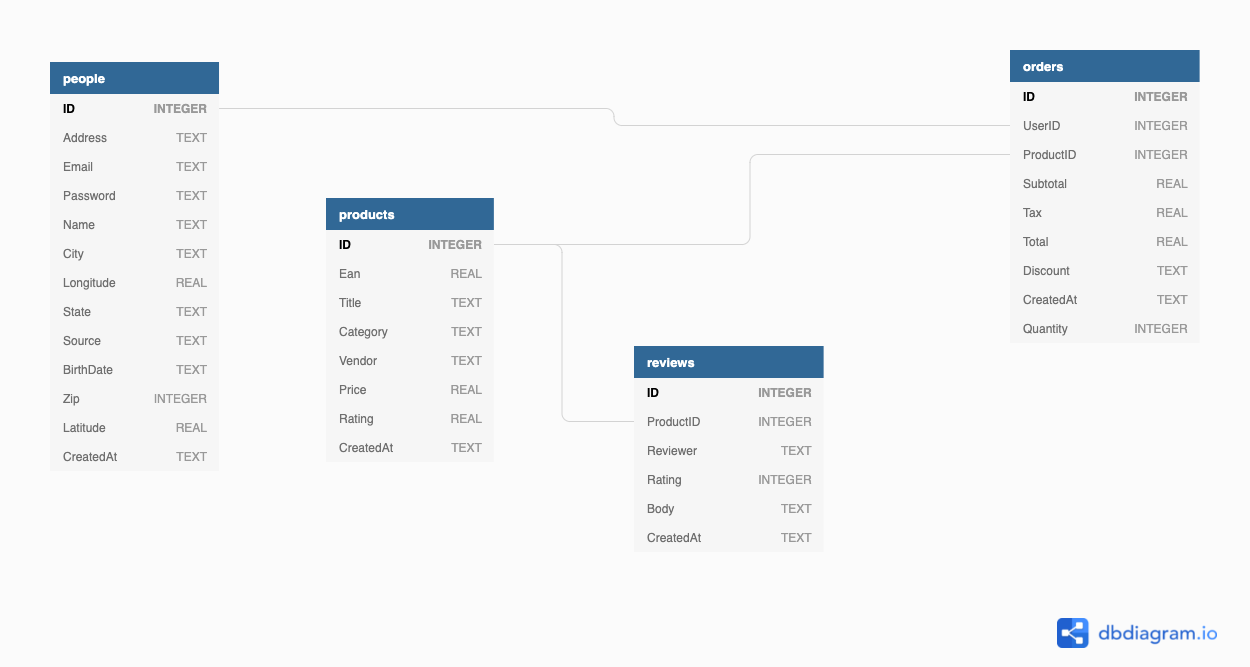 people
ID INTEGER
Address TEXT
Email TEXT
Password TEXT
Name TEXT
City TEXT
Longitude REAL
State TEXT
Source TEXT
BirthDate TEXT
Zip INTEGER
Latitude REAL
CreatedAt TEXT
products
ID INTEGER
Ean REAL
Title TEXT
Category TEXT
Vendor TEXT
Price REAL
Rating REAL
CreatedAt TEXT
reviews
ID INTEGER
ProductID INTEGER
Reviewer TEXT
Rating INTEGER
Body TEXT
CreatedAt TEXT
orders
ID INTEGER
UserID INTEGER
ProductID INTEGER
Subtotal REAL
Tax REAL
Total REAL
Discount TEXT
CreatedAt TEXT
Quantity INTEGER
dbdiagram.io